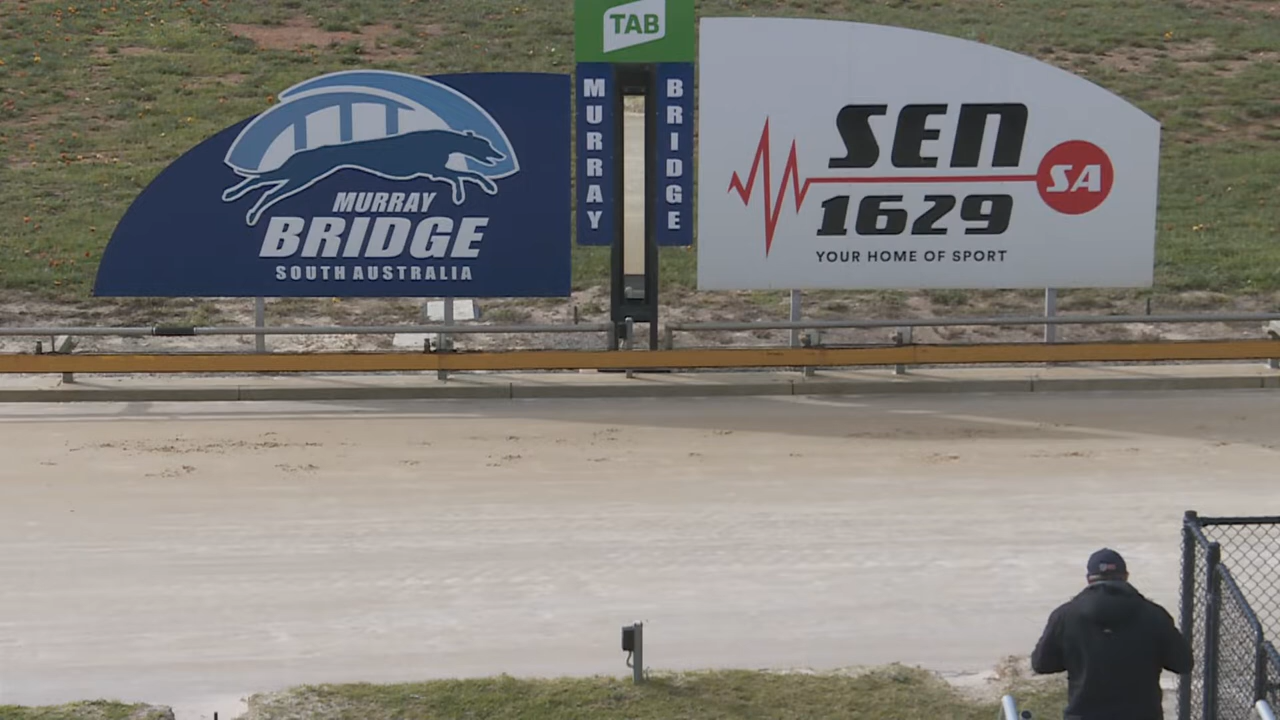 TAB
MURRAY
BRIDGE
MURRAY
BRIDGE
SOUTH AUSTRALIA
SEN
SA
1629
YOUR HOME OF SPORT